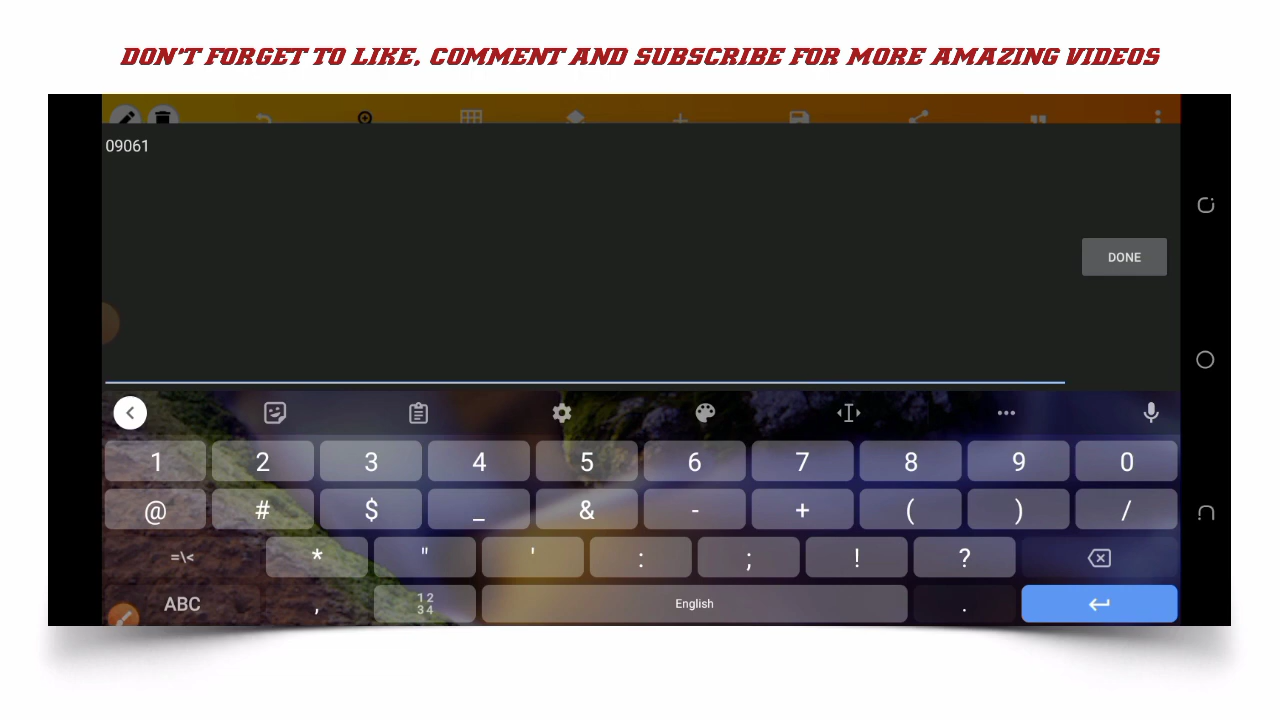 DON'T FORGET TO LIKE, COMMENT AND SUBSCRIBE FOR MORE AMAZING VIDEOS
09061
DONE
1 2 3 4 5 6 7 8 9 0
@ # $ _ & - + ( ) /
=\< * " ' : ; ! ?
ABC , 12 34 English .